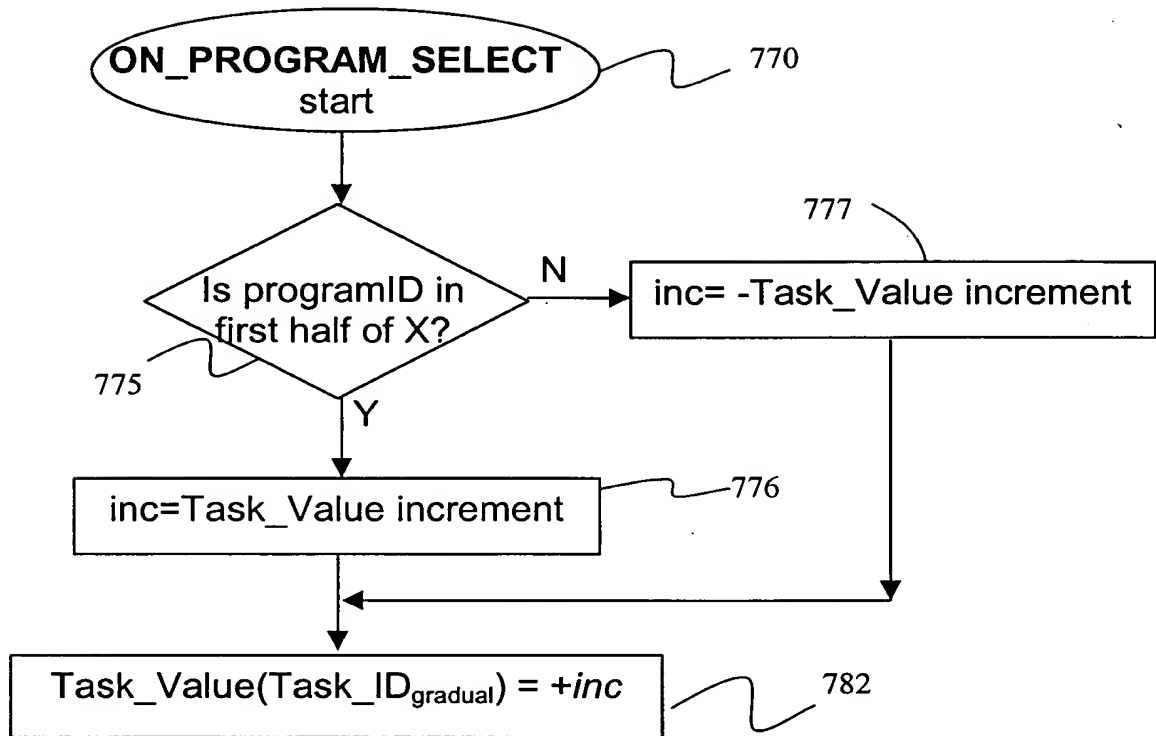 ON_PROGRAM_SELECT
start
770
777
Is programID in
first half of X?
N
inc= -Task_Value increment
775
Y
inc=Task_Value increment
776
Task_Value(Task_ID_gradual) = +inc
782